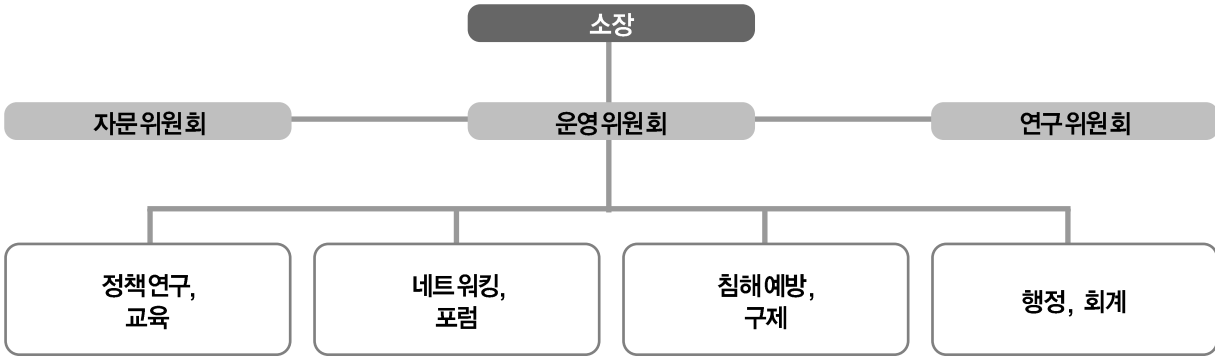 소장
자문위원회
운영위원회
연구위원회
정책연구,
교육
네트워킹,
포럼
침해예방,
구제
행정, 회계